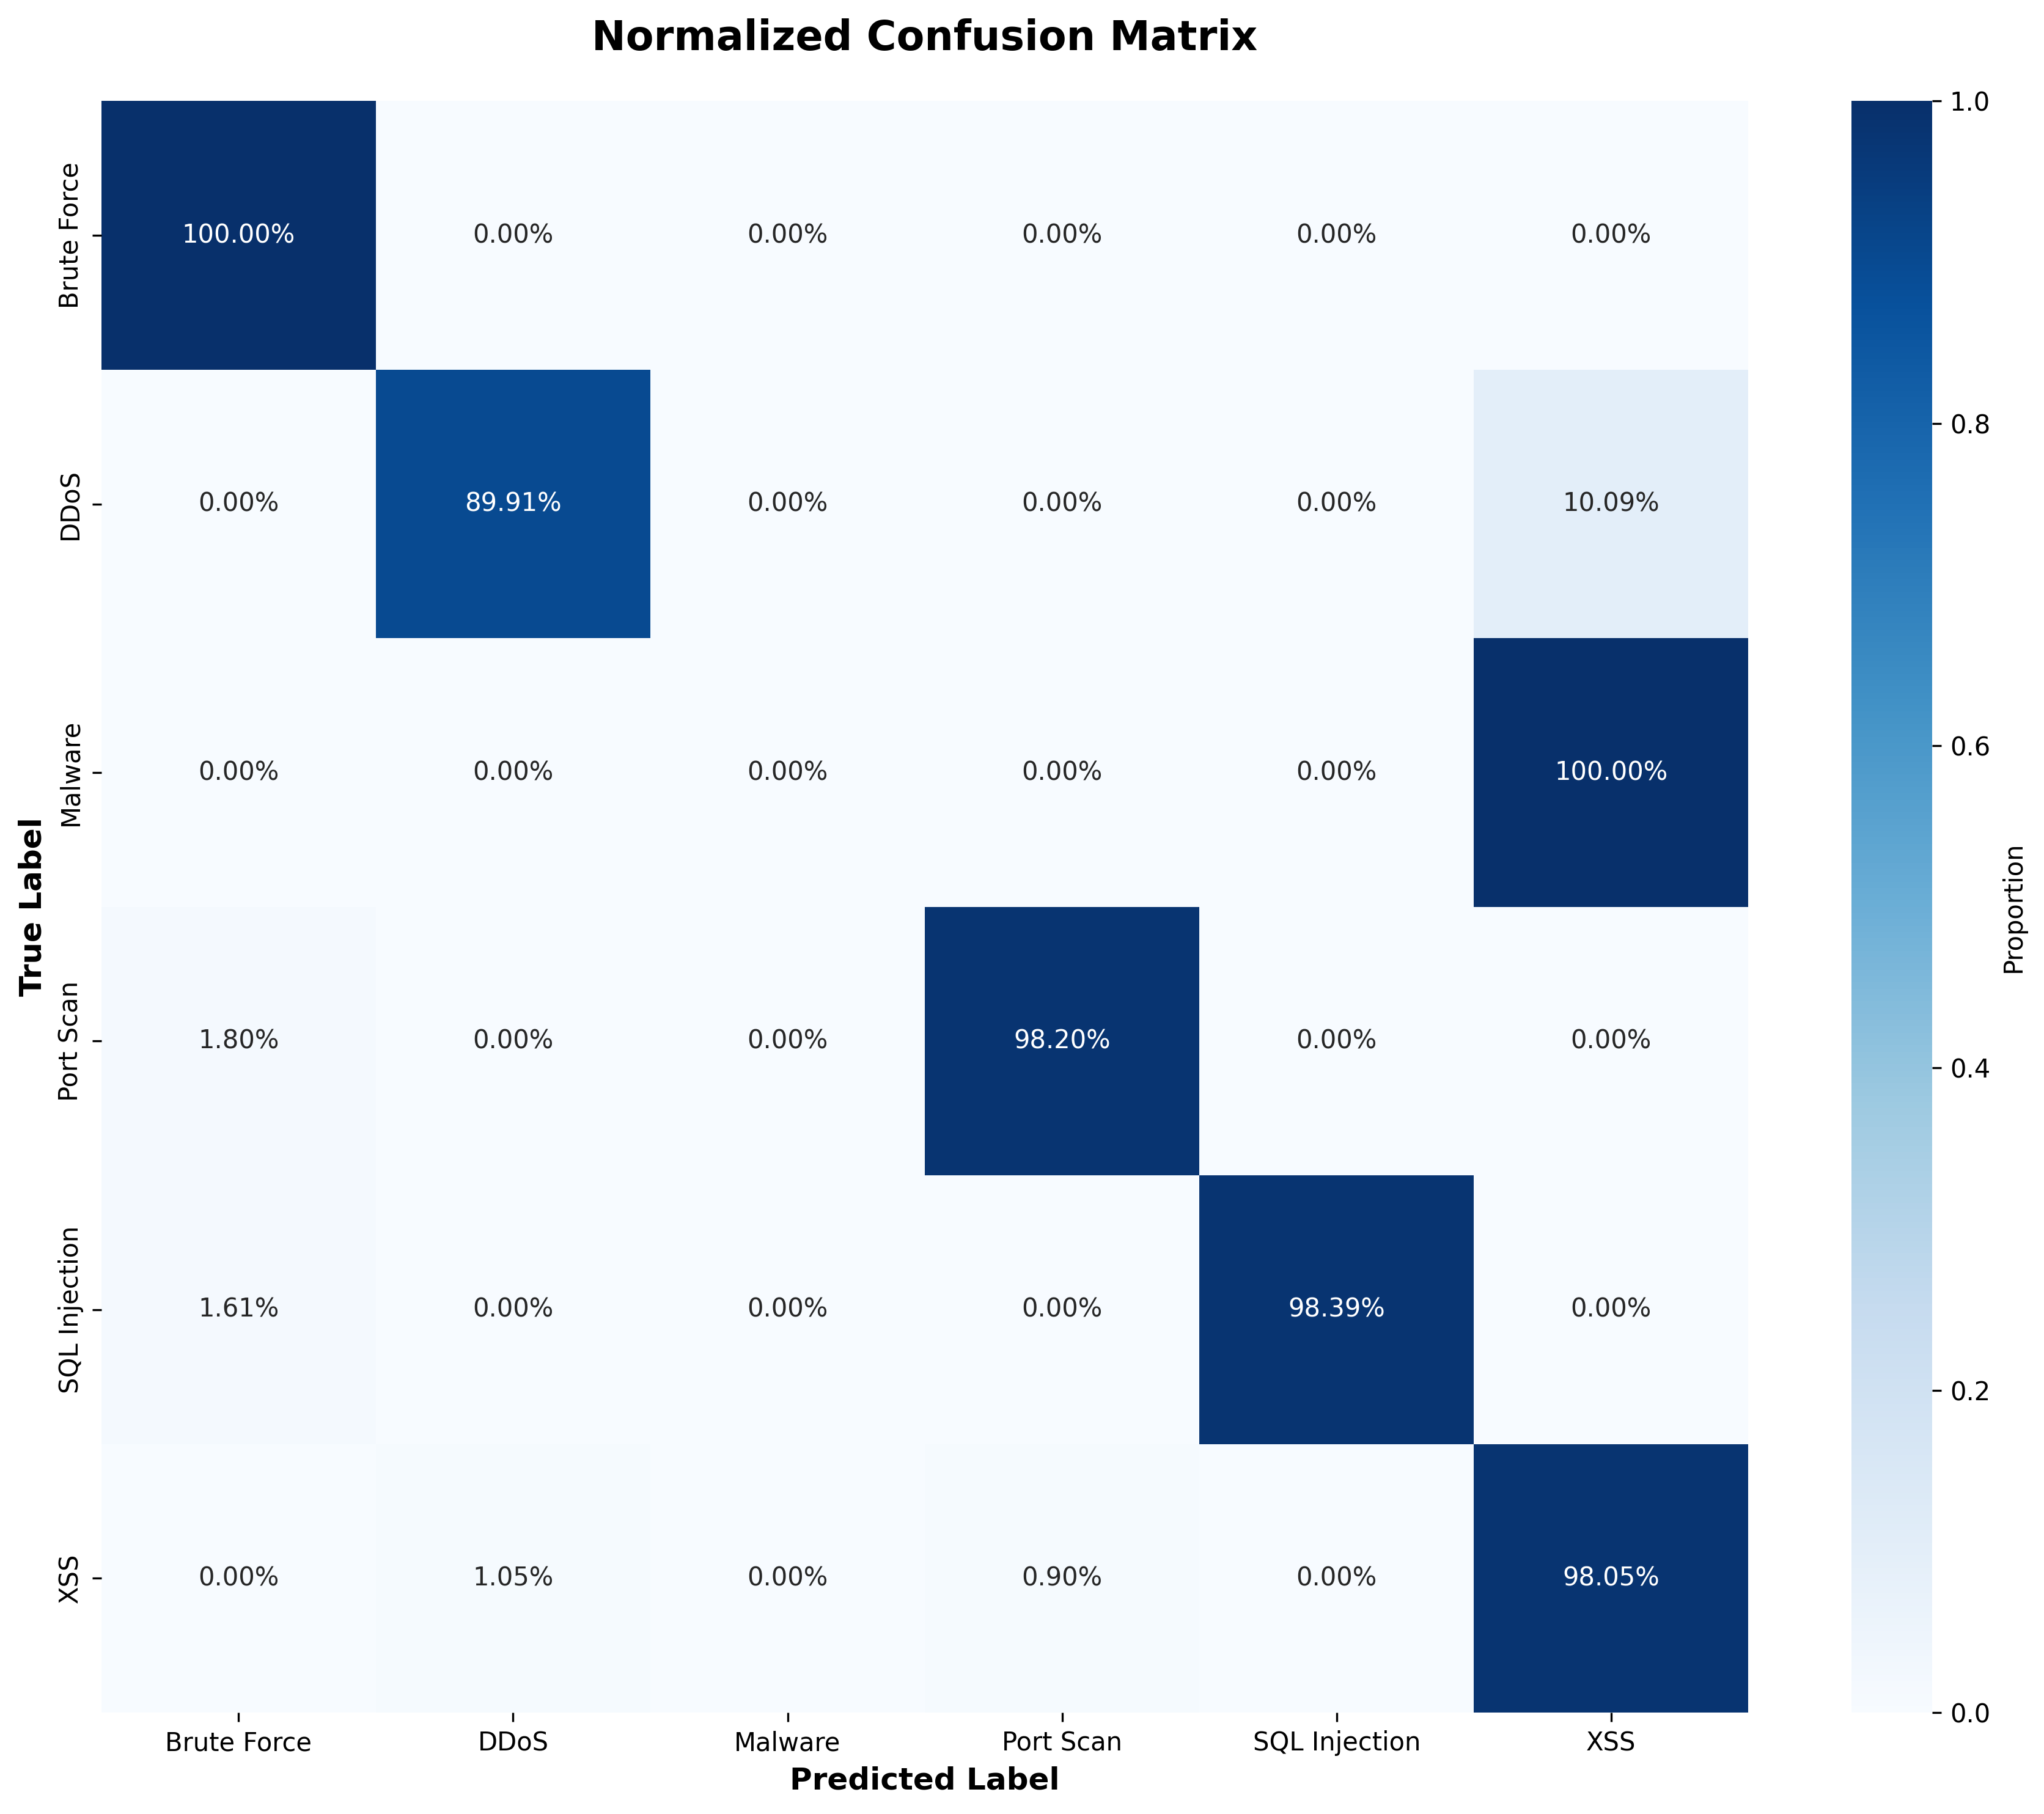 Normalized Confusion Matrix
True Label
Brute Force
100.00% 0.00% 0.00% 0.00% 0.00% 0.00%
DDoS
0.00% 89.91% 0.00% 0.00% 0.00% 10.09%
Malware
0.00% 0.00% 0.00% 0.00% 0.00% 100.00%
Port Scan
1.80% 0.00% 0.00% 98.20% 0.00% 0.00%
SQL Injection
1.61% 0.00% 0.00% 0.00% 98.39% 0.00%
XSS
0.00% 1.05% 0.00% 0.90% 0.00% 98.05%
Brute Force DDoS Malware Port Scan SQL Injection XSS
Predicted Label
1.0
0.8
0.6
0.4
0.2
0.0
Proportion